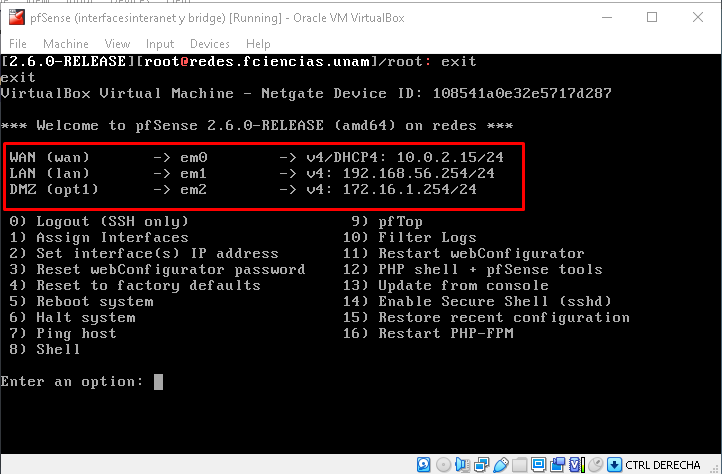 pfSense (interfacesinteranet y bridge) [Running] - Oracle VM VirtualBox
File Machine View Input Devices Help
[2.6.0-RELEASE][root@redes.fciencias.unam]/root: exit
exit
VirtualBox Virtual Machine - Netgate Device ID: 108541a0e32e5717d287
*** Welcome to pfSense 2.6.0-RELEASE (amd64) on redes ***
WAN (wan) -> em0 -> v4/DHCP4: 10.0.2.15/24
LAN (lan) -> em1 -> v4: 192.168.56.254/24
DMZ (opt1) -> em2 -> v4: 172.16.1.254/24
0) Logout (SSH only) 9) pfTop
1) Assign Interfaces 10) Filter Logs
2) Set interface(s) IP address 11) Restart webConfigurator
3) Reset webConfigurator password 12) PHP shell + pfSense tools
4) Reset to factory defaults 13) Update from console
5) Reboot system 14) Enable Secure Shell (sshd)
6) Halt system 15) Restore recent configuration
7) Ping host 16) Restart PHP-FPM
8) Shell
Enter an option:
CTRL DERECHA